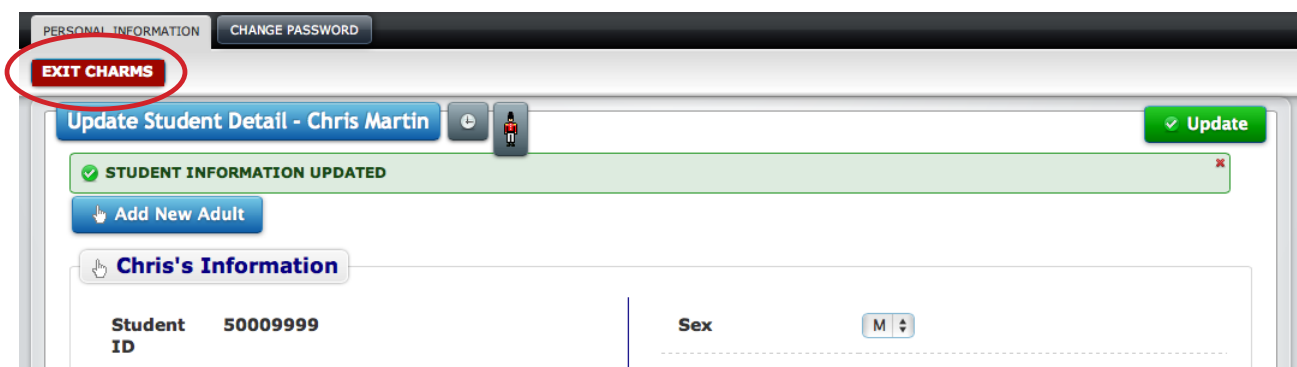 PERSONAL INFORMATION CHANGE PASSWORD
EXIT CHARMS
Update Student Detail - Chris Martin
Update
STUDENT INFORMATION UPDATED
Add New Adult
Chris's Information
Student ID 50009999
Sex M